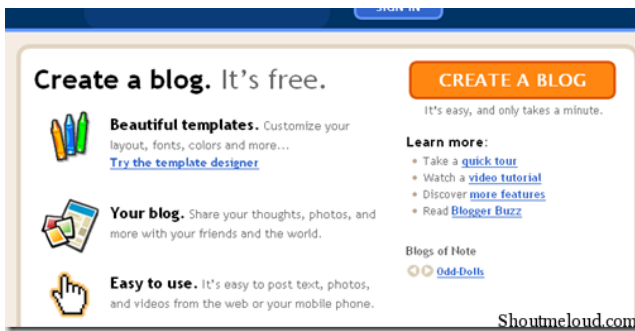 SIGN IN
Create a blog. It's free.
Beautiful templates. Customize your
layout, fonts, colors and more...
Try the template designer
Your blog. Share your thoughts, photos, and
more with your friends and the world.
Easy to use. It's easy to post text, photos,
and videos from the web or your mobile phone.
CREATE A BLOG
It's easy, and only takes a minute.
Learn more:
• Take a quick tour
• Watch a video tutorial
• Discover more features
• Read Blogger Buzz
Blogs of Note
Odd-Dolls
Shoutmeloud.com